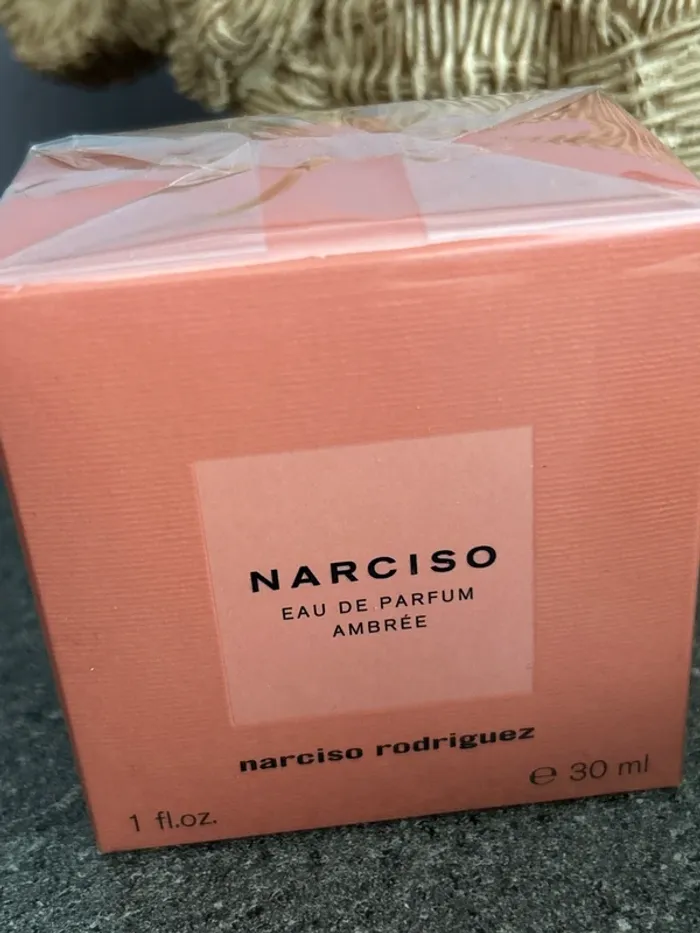 NARCISO
EAU DE PARFUM
AMBRÉE
narciso rodriguez
1 fl.oz.
℮ 30 ml